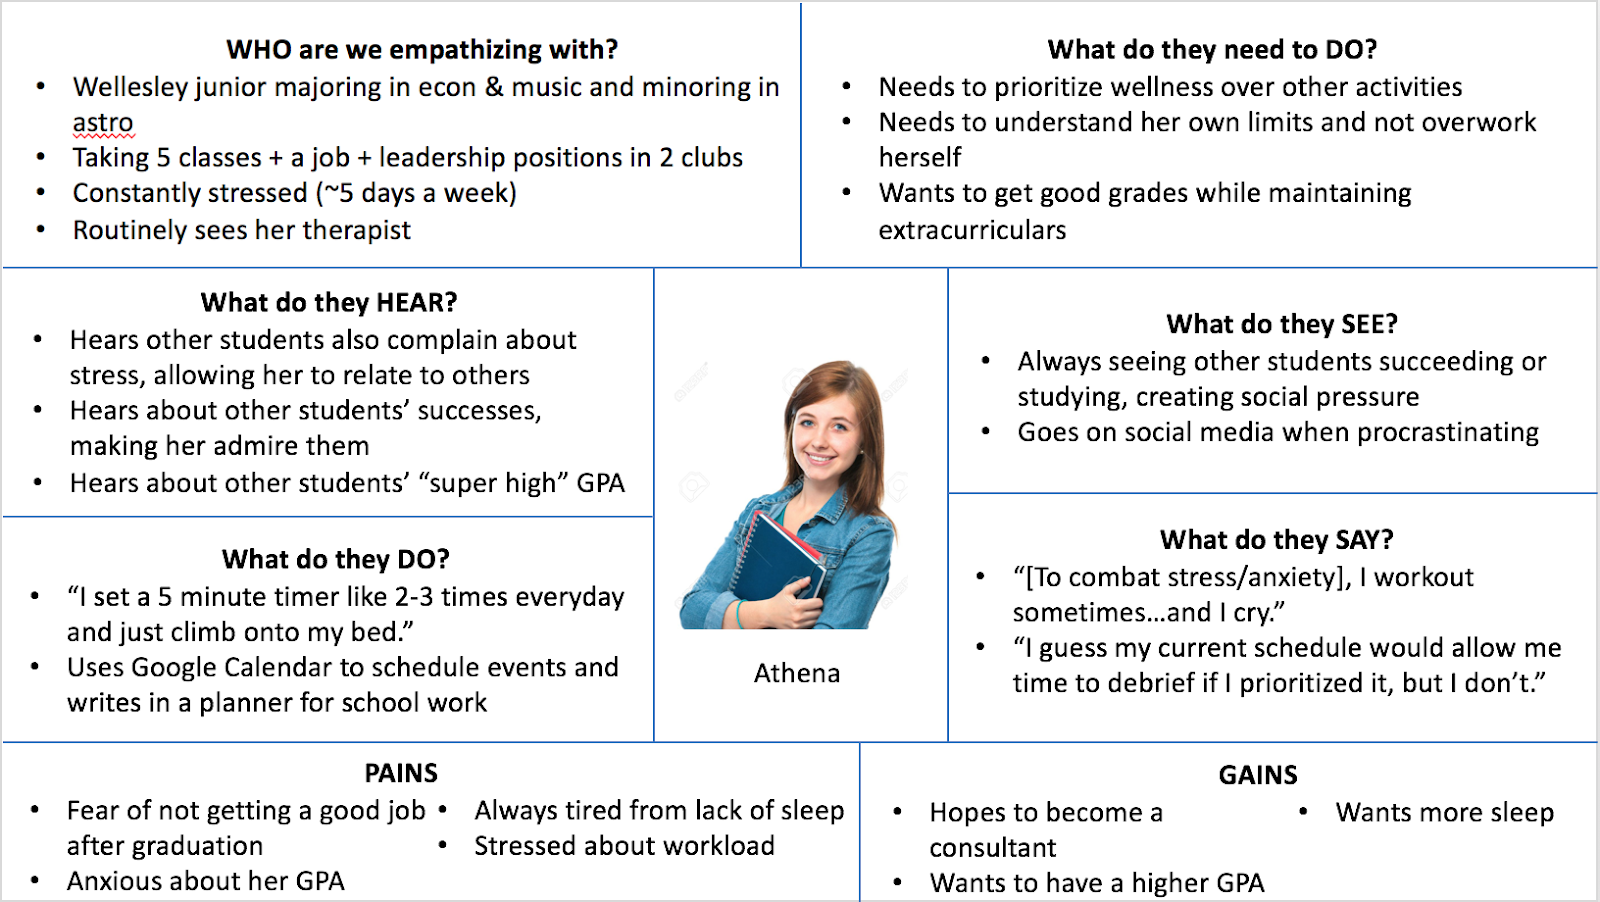 WHO are we empathizing with?
• Wellesley junior majoring in econ & music and minoring in
astro
• Taking 5 classes + a job + leadership positions in 2 clubs
• Constantly stressed (~5 days a week)
• Routinely sees her therapist
What do they need to DO?
• Needs to prioritize wellness over other activities
• Needs to understand her own limits and not overwork
herself
• Wants to get good grades while maintaining
extracurriculars
What do they HEAR?
• Hears other students also complain about
stress, allowing her to relate to others
• Hears about other students’ successes,
making her admire them
• Hears about other students’ “super high” GPA
What do they SEE?
• Always seeing other students succeeding or
studying, creating social pressure
• Goes on social media when procrastinating
What do they DO?
• “I set a 5 minute timer like 2-3 times everyday
and just climb onto my bed.”
• Uses Google Calendar to schedule events and
writes in a planner for school work
Athena
What do they SAY?
• “[To combat stress/anxiety], I workout
sometimes…and I cry.”
• “I guess my current schedule would allow me
time to debrief if I prioritized it, but I don’t.”
PAINS
• Fear of not getting a good job
after graduation
• Anxious about her GPA
• Always tired from lack of sleep
• Stressed about workload
GAINS
• Hopes to become a
consultant
• Wants to have a higher GPA
• Wants more sleep